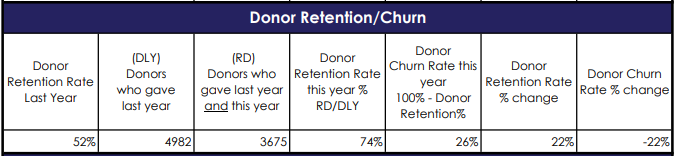 Donor Retention/Churn
Donor
Retention Rate
Last Year
(DLY)
Donors
who gave
last year
(RD)
Donors who
gave last year
and this year
Donor
Retention Rate
this year %
RD/DLY
Donor
Churn Rate this
year
100% - Donor
Retention%
Donor
Retention Rate
% change
Donor Churn
Rate % change
52%
4982
3675
74%
26%
22%
-22%